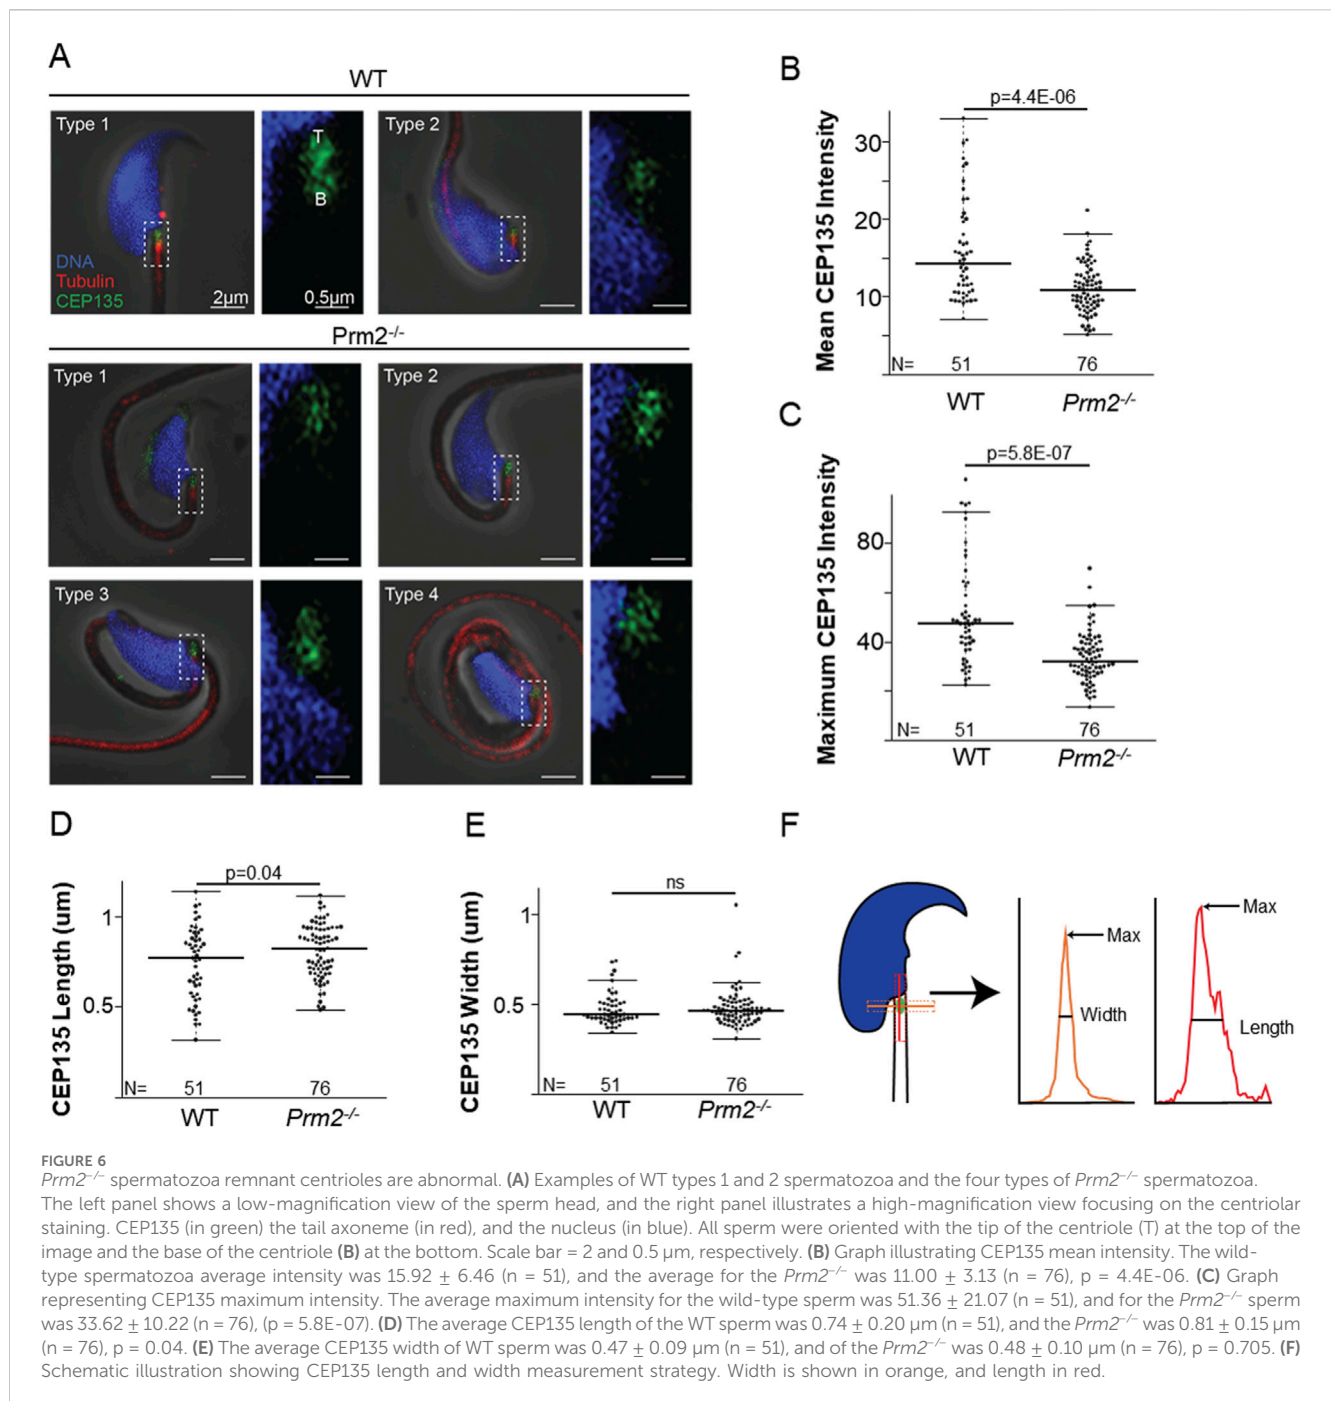 A
WT
Type 1
T
B
DNA
Tubulin
CEP135
2µm
0.5µm
Type 2
Prm2-/-
Type 1
Type 2
Type 3
Type 4
B
p=4.4E-06
Mean CEP135 Intensity
30
20
10
N= 51 76
WT Prm2-/-
C
p=5.8E-07
Maximum CEP135 Intensity
80
40
N= 51 76
WT Prm2-/-
D
p=0.04
CEP135 Length (um)
1
0.5
N= 51 76
WT Prm2-/-
E
ns
CEP135 Width (um)
1
0.5
N= 51 76
WT Prm2-/-
F
Max
Width
Max
Length
FIGURE 6
Prm2−/− spermatozoa remnant centrioles are abnormal. (A) Examples of WT types 1 and 2 spermatozoa and the four types of Prm2−/− spermatozoa.
The left panel shows a low-magnification view of the sperm head, and the right panel illustrates a high-magnification view focusing on the centriolar
staining. CEP135 (in green) the tail axoneme (in red), and the nucleus (in blue). All sperm were oriented with the tip of the centriole (T) at the top of the
image and the base of the centriole (B) at the bottom. Scale bar = 2 and 0.5 µm, respectively. (B) Graph illustrating CEP135 mean intensity. The wild-
type spermatozoa average intensity was 15.92 ± 6.46 (n = 51), and the average for the Prm2−/− was 11.00 ± 3.13 (n = 76), p = 4.4E-06. (C) Graph
representing CEP135 maximum intensity. The average maximum intensity for the wild-type sperm was 51.36 ± 21.07 (n = 51), and for the Prm2−/− sperm
was 33.62 ± 10.22 (n = 76), (p = 5.8E-07). (D) The average CEP135 length of the WT sperm was 0.74 ± 0.20 µm (n = 51), and the Prm2−/− was 0.81 ± 0.15 µm
(n = 76), p = 0.04. (E) The average CEP135 width of WT sperm was 0.47 ± 0.09 µm (n = 51), and of the Prm2−/− was 0.48 ± 0.10 µm (n = 76), p = 0.705. (F)
Schematic illustration showing CEP135 length and width measurement strategy. Width is shown in orange, and length in red.